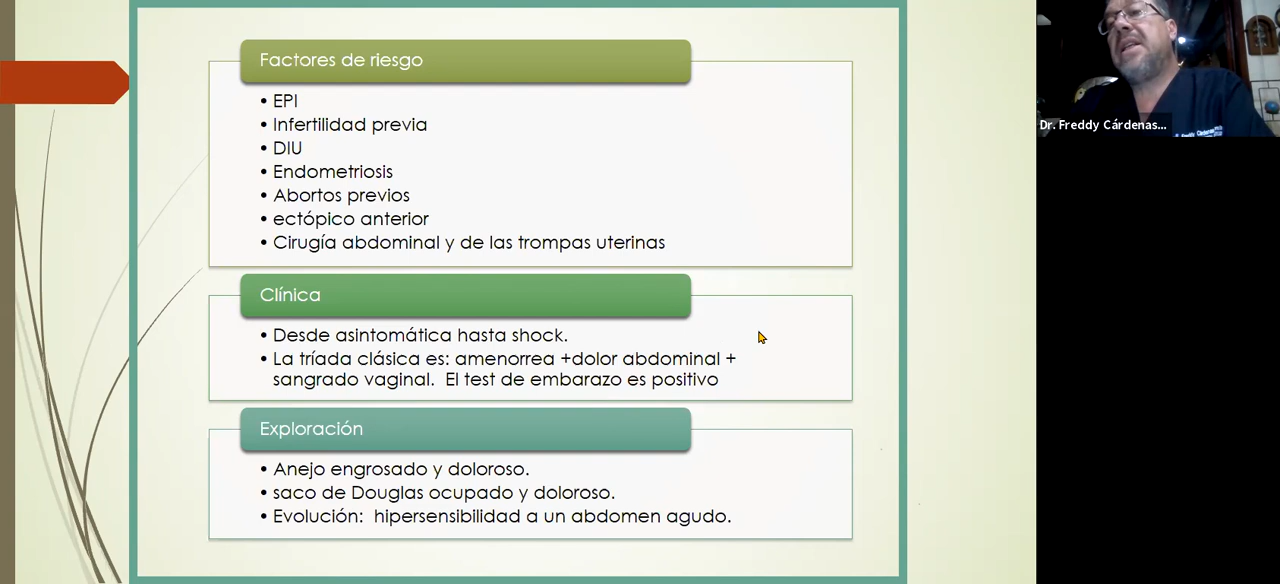 Factores de riesgo
• EPI
• Infertilidad previa
• DIU
• Endometriosis
• Abortos previos
• ectópico anterior
• Cirugía abdominal y de las trompas uterinas
Clínica
• Desde asintomática hasta shock.
• La tríada clásica es: amenorrea +dolor abdominal +
sangrado vaginal. El test de embarazo es positivo
Exploración
• Anejo engrosado y doloroso.
• saco de Douglas ocupado y doloroso.
• Evolución: hipersensibilidad a un abdomen agudo.
Dr. Freddy Cárdenas...